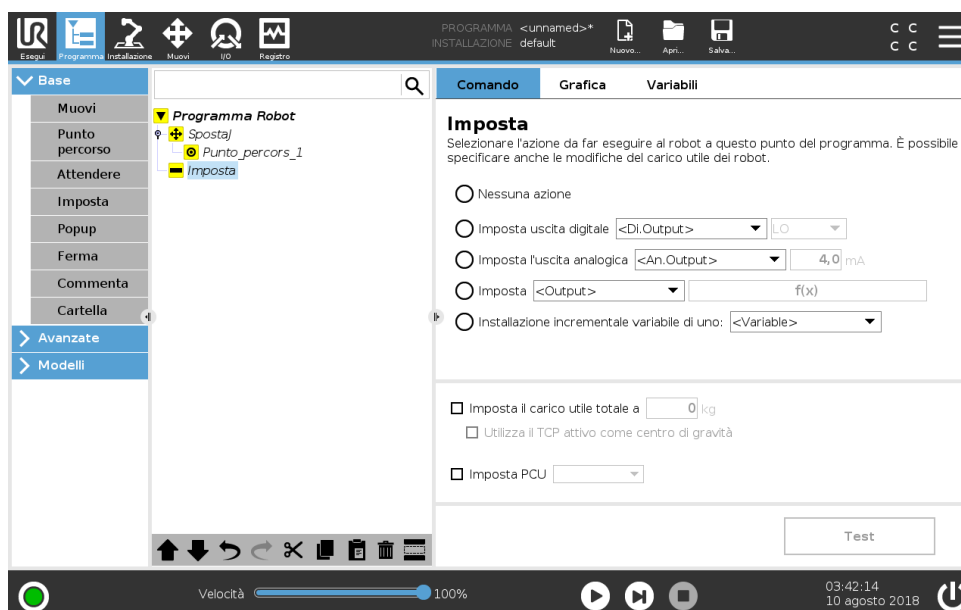 UR
Esegui
Programma
Installazione
Muovi
I/O
Registro
PROGRAMMA <unnamed>*
INSTALLAZIONE default
Nuovo...
Apri...
Salva...
C C
C C
Base
Muovi
Punto
percorso
Attendere
Imposta
Popup
Ferma
Commenta
Cartella
Avanzate
Modelli
Programma Robot
SpostaJ
Punto_percors_1
Imposta
Comando
Grafica
Variabili
Imposta
Selezionare l'azione da far eseguire al robot a questo punto del programma. È possibile
specificare anche le modifiche del carico utile dei robot.
Nessuna azione
Imposta uscita digitale <Di.Output> LO
Imposta l'uscita analogica <An.Output> 4,0 mA
Imposta <Output> f(x)
Installazione incrementale variabile di uno: <Variable>
Imposta il carico utile totale a 0 kg
Utilizza il TCP attivo come centro di gravità
Imposta PCU
Test
Velocità 100%
03:42:14
10 agosto 2018